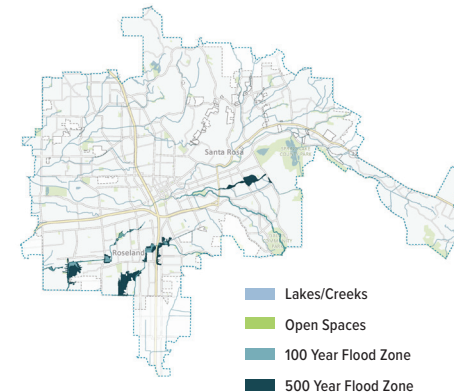 Santa Rosa
Roseland
Lakes/Creeks
Open Spaces
100 Year Flood Zone
500 Year Flood Zone